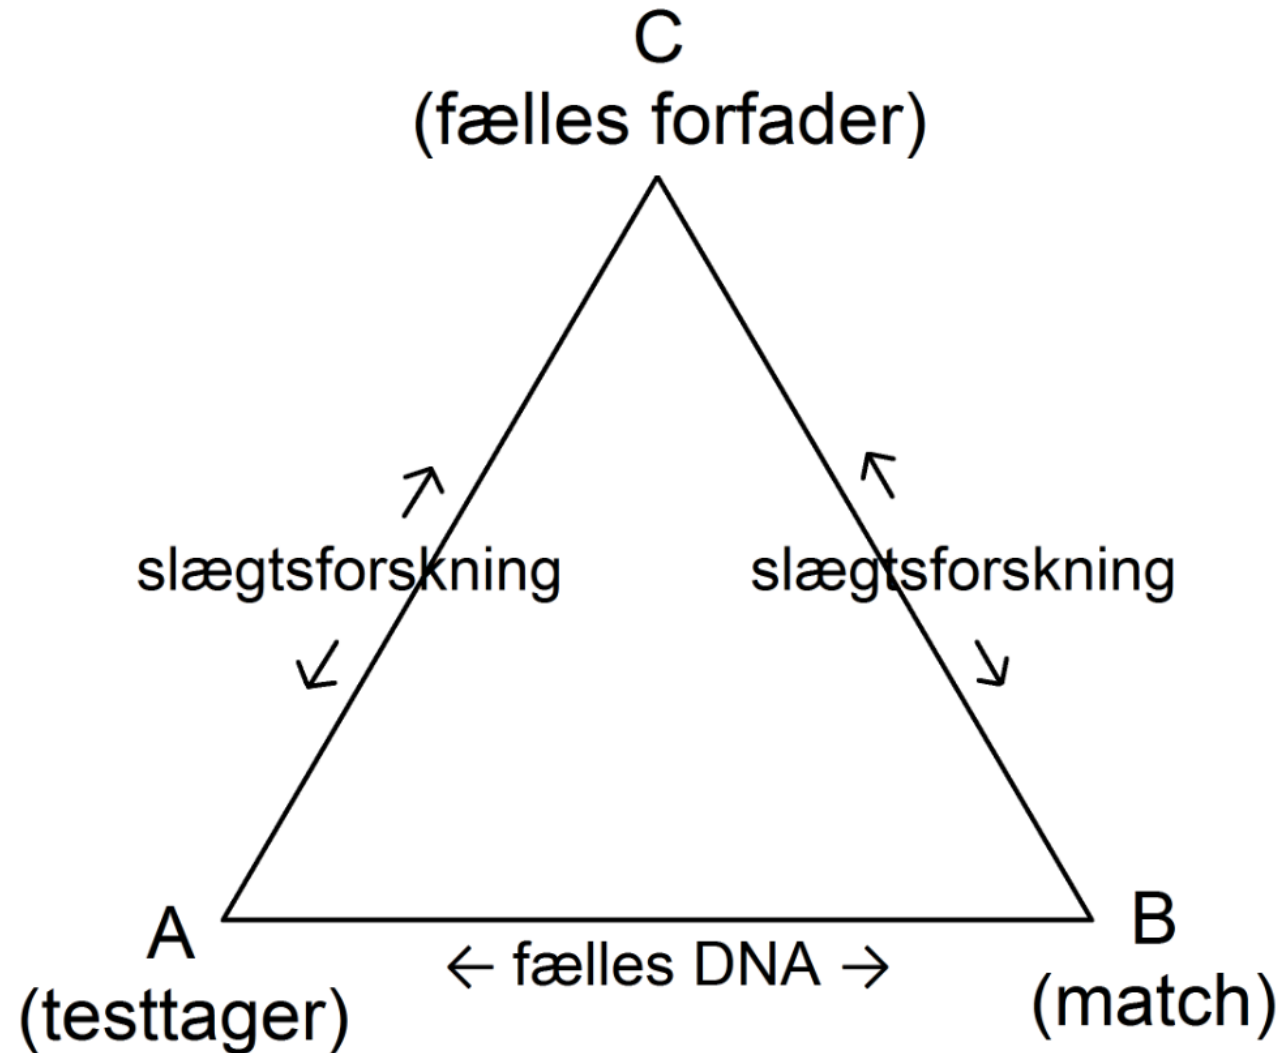 C
(fælles forfader)
slægtsforskning
slægtsforskning
A
B
← fælles DNA →
(testtager)
(match)